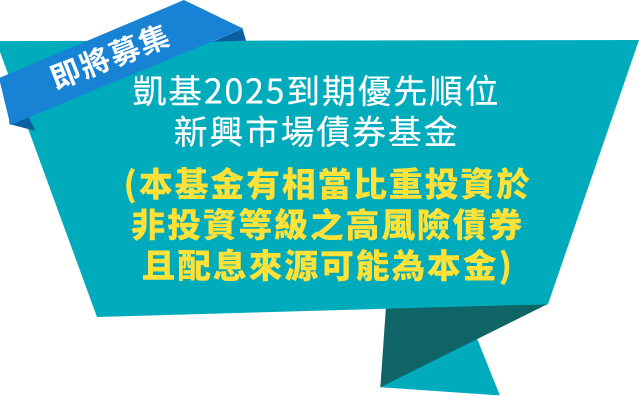 即將募集
凱基2025到期優先順位
新興市場債券基金
(本基金有相當比重投資於
非投資等級之高風險債券
且配息來源可能為本金)